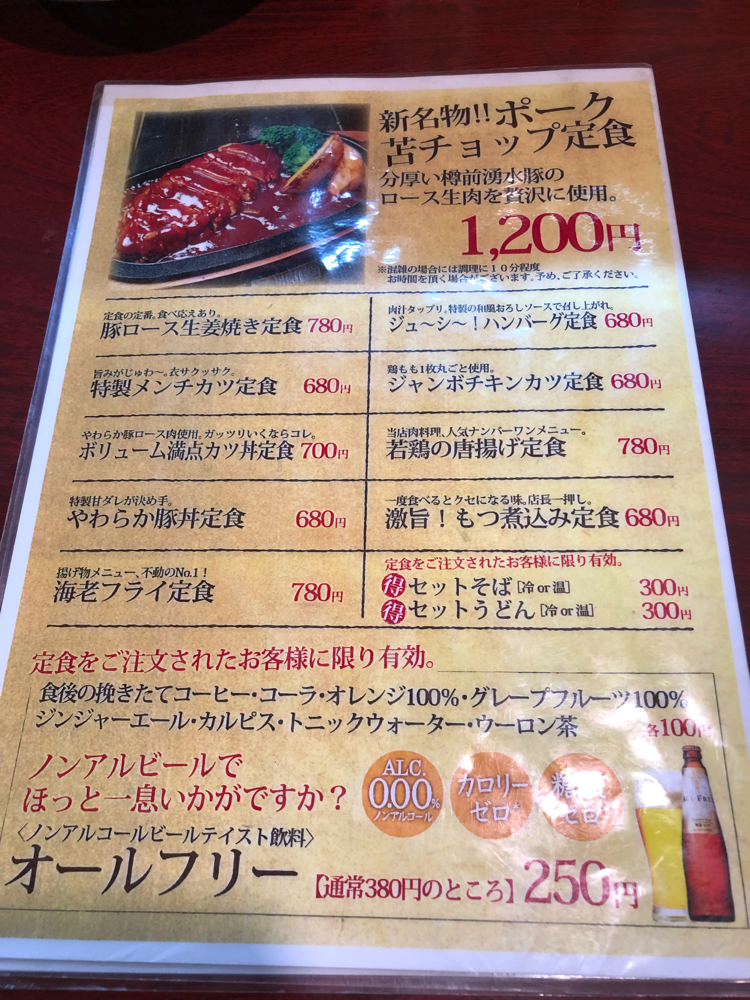 新名物!!ポーク
苫チョップ定食
分厚い樽前湧水豚の
ロース生肉を贅沢に使用。
1,200円
※混雑の場合には調理に10分程度
お時間を頂く場合がございます。予め、ご了承ください。
定食の定番。食べ応えあり。
豚ロース生姜焼き定食 780円
肉汁タップリ。特製の和風おろしソースで召し上がれ。
ジュ〜シ〜!ハンバーグ定食 680円
旨みがじゅわ〜。衣サクッサク。
特製メンチカツ定食 680円
鶏もも1枚丸ごと使用。
ジャンボチキンカツ定食 680円
やわらか豚ロース肉使用。ガッツリいくならコレ。
ボリューム満点カツ丼定食 700円
当店肉料理、人気ナンバーワンメニュー。
若鶏の唐揚げ定食 780円
特製甘ダレが決め手。
やわらか豚丼定食 680円
一度食べるとクセになる味。店長一押し。
激旨!もつ煮込み定食 680円
揚げ物メニュー、不動のNo.1!
海老フライ定食 780円
定食をご注文されたお客様に限り有効。
得 セットそば [冷 or 温] 300円
得 セットうどん [冷 or 温] 300円
定食をご注文されたお客様に限り有効。
食後の挽きたてコーヒー・コーラ・オレンジ100%・グレープフルーツ100%
ジンジャーエール・カルピス・トニックウォーター・ウーロン茶 各100円
ノンアルビールで
ほっと一息いかがですか?
ALC.
0.00%
ノンアルコール
カロリー
ゼロ*
糖
ゼロ
〈ノンアルコールビールテイスト飲料〉
オールフリー 【通常380円のところ】 250円